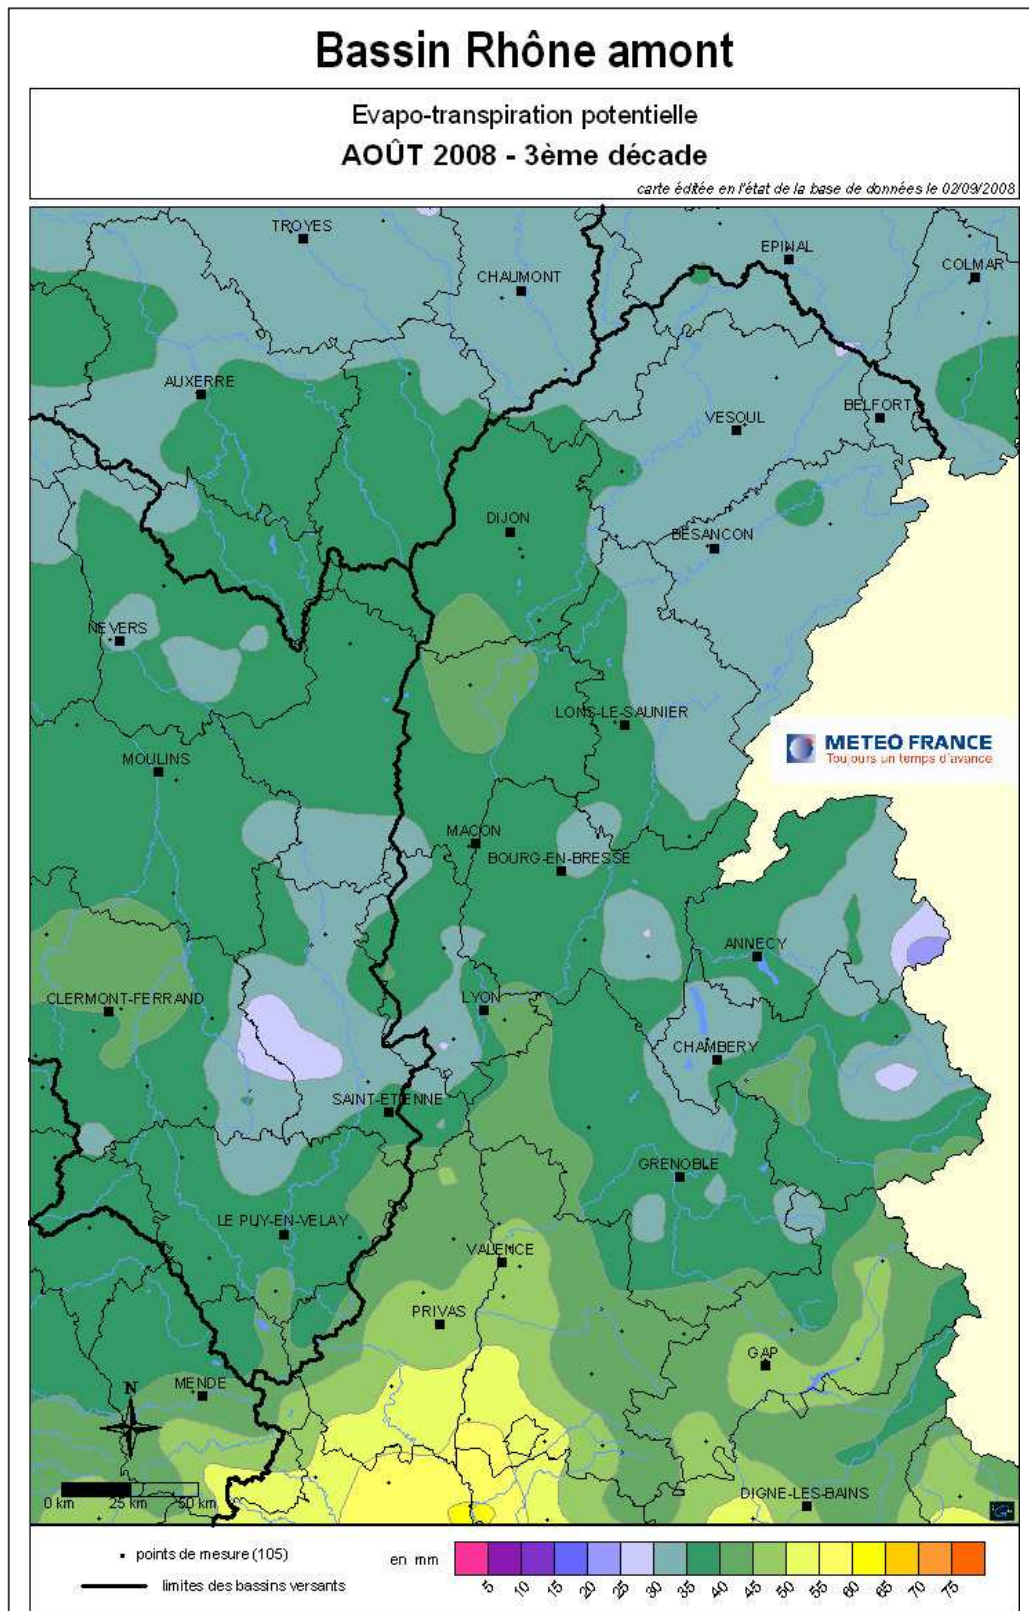 Bassin Rhône amont
Evapo-transpiration potentielle
AOÛT 2008 - 3ème décade
carte éditée en l'état de la base de données le 02/09/2008
TROYES
EPINAL
COLMAR
CHAUMONT
AUXERRE
BELFORT
VESOUL
DIJON
BESANCON
NEVERS
LONS-LE-SAUNIER
METEO FRANCE
Toujours un temps d'avance
MOULINS
MACON
BOURG-EN-BRESSE
ANNECY
CLERMONT-FERRAND
LYON
CHAMBERY
SAINT-ETIENNE
GRENOBLE
LE PUY-EN-VELAY
VALENCE
PRIVAS
GAP
MENDE
N
0 km 25 km 50 km
DIGNE-LES-BAINS
points de mesure (105)
limites des bassins versants
en mm
5 10 15 20 25 30 35 40 45 50 55 60 65 70 75